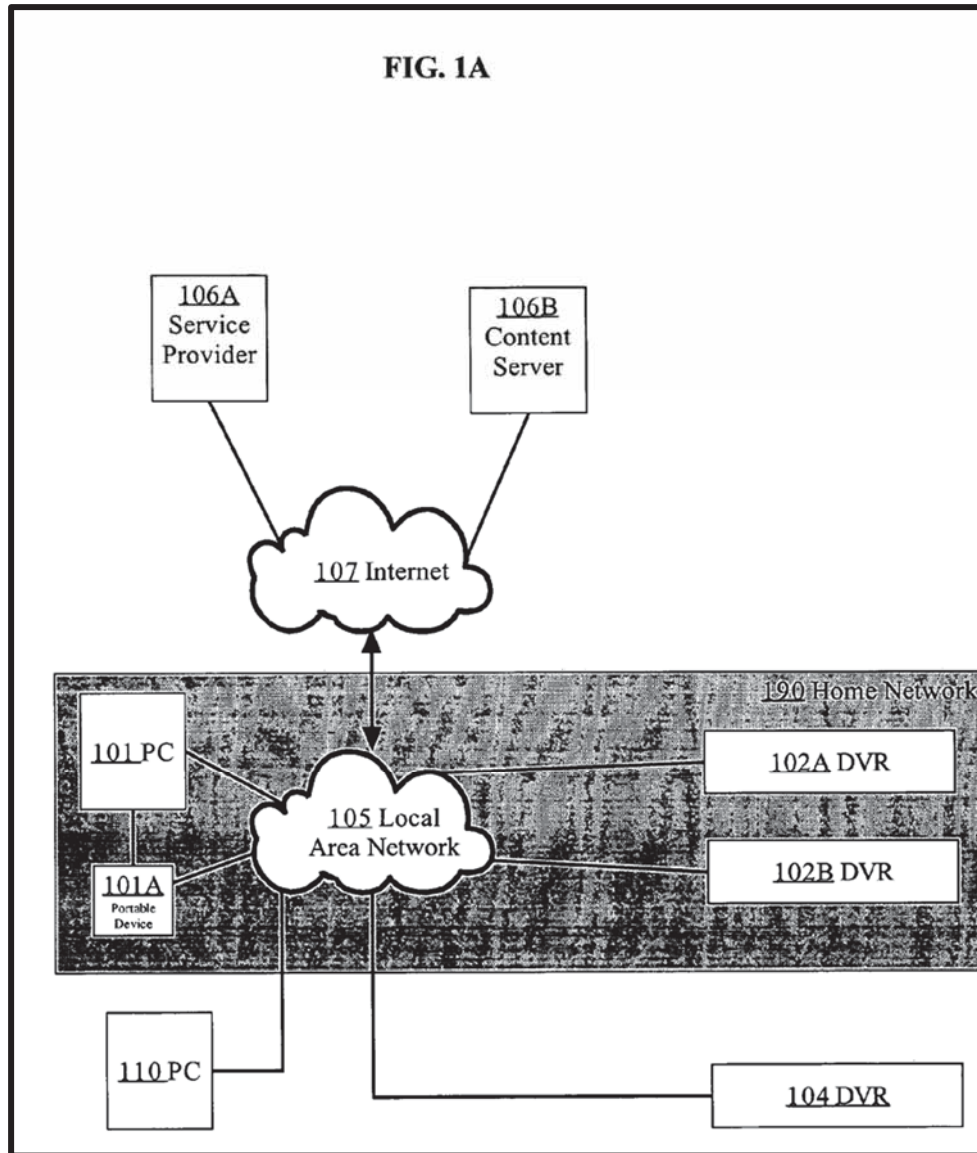 FIG. 1A
106A
Service
Provider
106B
Content
Server
107 Internet
190 Home Network
101 PC
102A DVR
105 Local
Area Network
102B DVR
101A
Portable
Device
110 PC
104 DVR